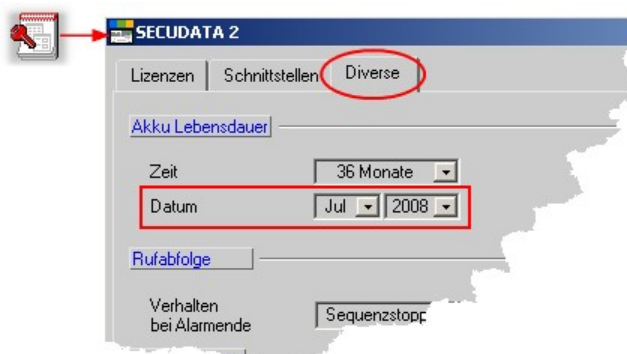 SECUDATA 2
Lizenzen Schnittstellen Diverse
Akku Lebensdauer
Zeit 36 Monate
Datum Jul 2008
Rufabfolge
Verhalten
bei Alarmende Sequenzstopp